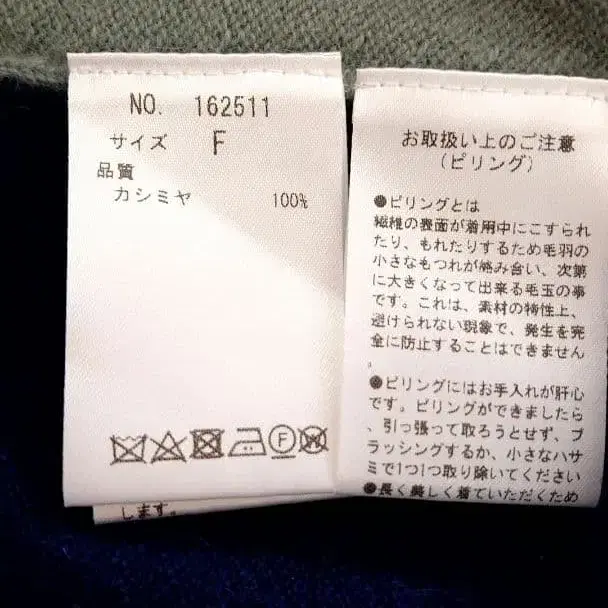 NO. 162511
サイズ F
品質
カシミヤ 100%
します。
お取扱い上のご注意
(ピリング)
●ピリングとは
繊維の表面が着用中にこすられ
たり、もれたりするため毛羽の
小さなもつれが絡み合い、次第
に大きくなって出来る毛玉の事
です。これは、素材の特性上、
避けられない現象で、発生を完
全に防止することはできません
。
●ピリングにはお手入れが肝心
です。ピリングができましたら
、引っ張って取ろうとせず、ブ
ラッシングするか、小さなハサ
ミで1つ1つ取り除いてください
●長く美しく着ていただくため